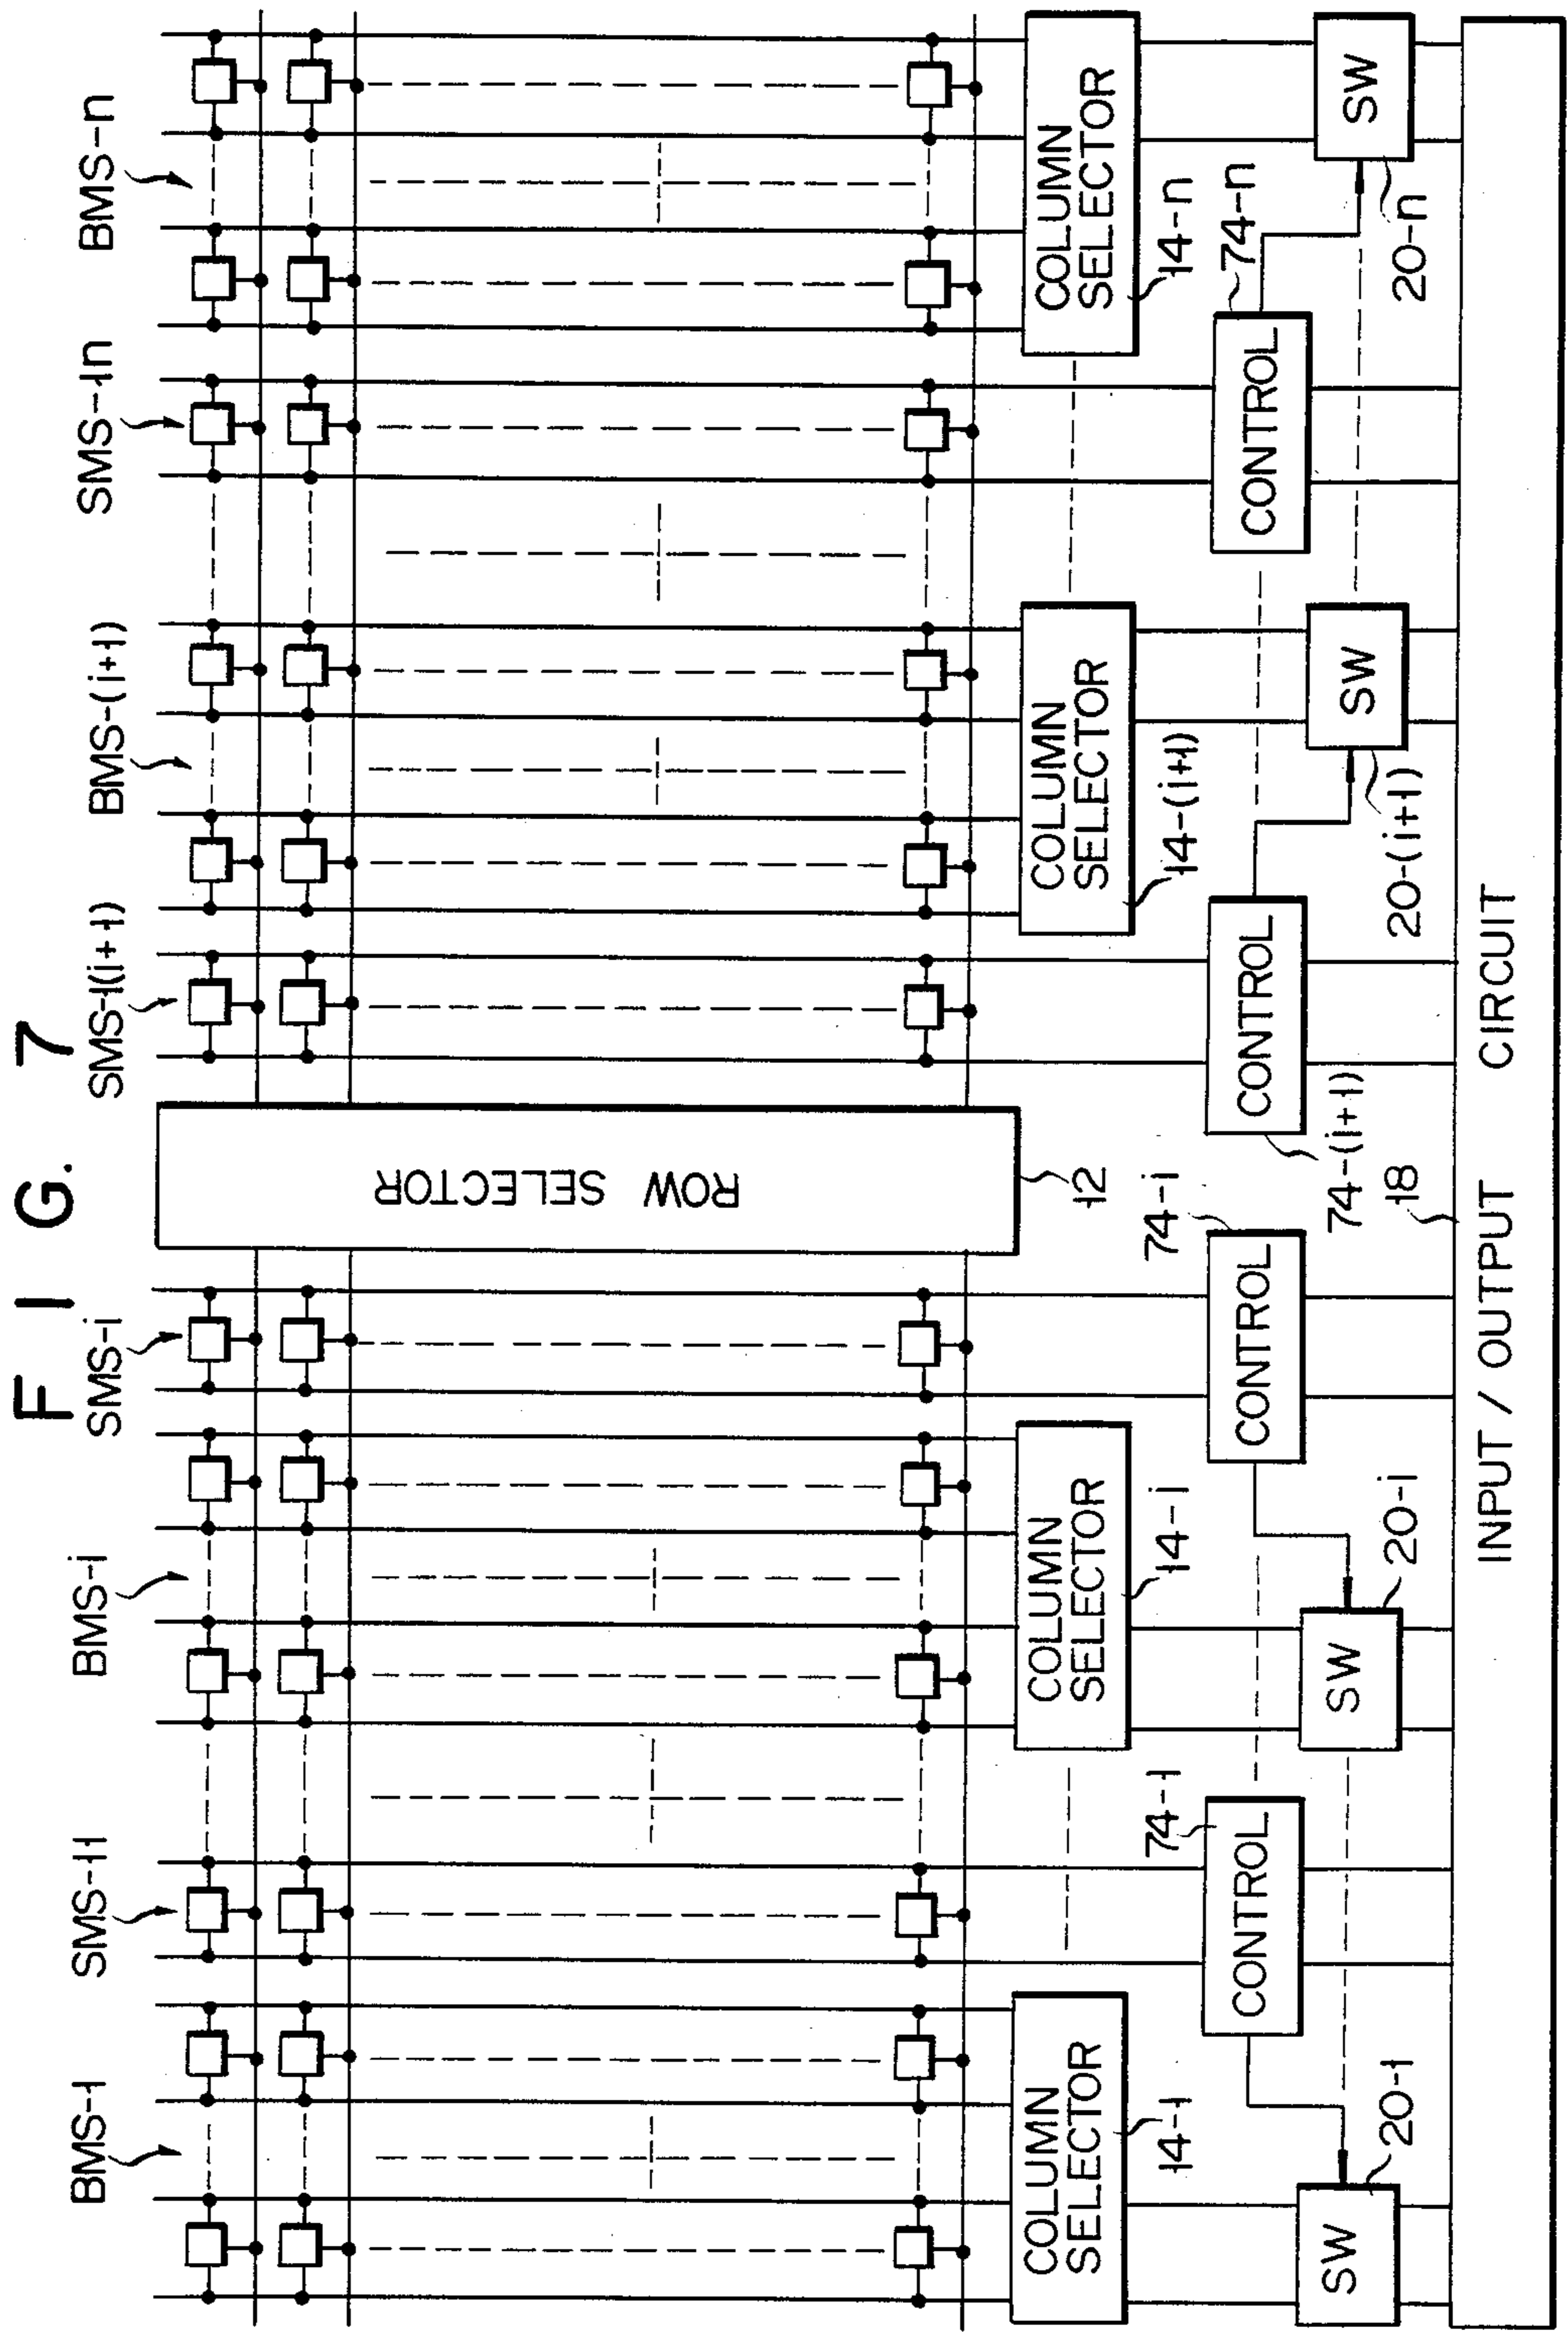 FIG. 7
BMS-1
SMS-11
BMS-i
SMS-i
SMS-1(i+1)
BMS-(i+1)
SMS-1n
BMS-n
ROW SELECTOR
12
COLUMN
SELECTOR
14-1
COLUMN
SELECTOR
14-i
COLUMN
SELECTOR
14-(i+1)
COLUMN
SELECTOR
14-n
CONTROL
74-1
CONTROL
74-i
CONTROL
74-(i+1)
CONTROL
74-n
SW
20-1
SW
20-i
SW
20-(i+1)
SW
20-n
18
INPUT / OUTPUT CIRCUIT